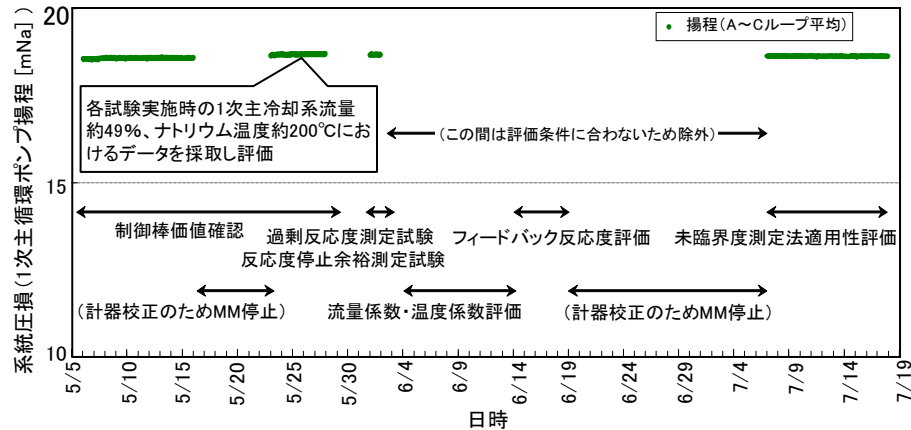 系統圧損(1次主循環ポンプ揚程 [mNa])
20
15
10
揚程(A~Cループ平均)
各試験実施時の1次主冷却系流量
約49%、ナトリウム温度約200℃にお
けるデータを採取し評価
(この間は評価条件に合わないため除外)
制御棒価値確認
過剰反応度測定試験
反応度停止余裕測定試験
フィードバック反応度評価
未臨界度測定法適用性評価
(計器校正のためMM停止)
流量係数・温度係数評価
(計器校正のためMM停止)
5/5
5/10
5/15
5/20
5/25
5/30
6/4
6/9
6/14
6/19
6/24
6/29
7/4
7/9
7/14
7/19
日時